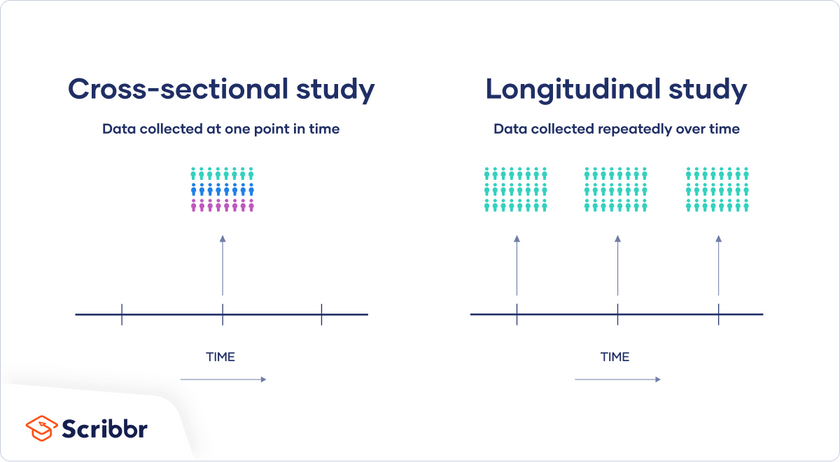 Cross-sectional study
Data collected at one point in time
TIME
Longitudinal study
Data collected repeatedly over time
TIME
Scribbr